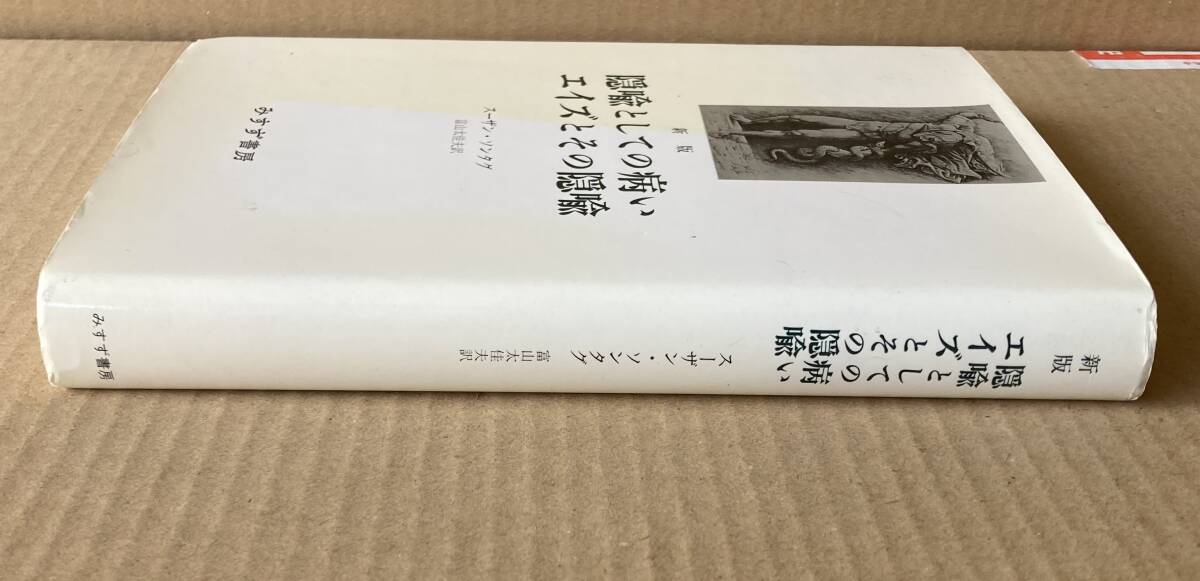 新版
隠喩としての病い
エイズとその隠喩
スーザン・ソンタグ
富山太佳夫訳
みすず書房
新版
隠喩としての病い
エイズとその隠喩
スーザン・ソンタグ
富山太佳夫訳
みすず書房